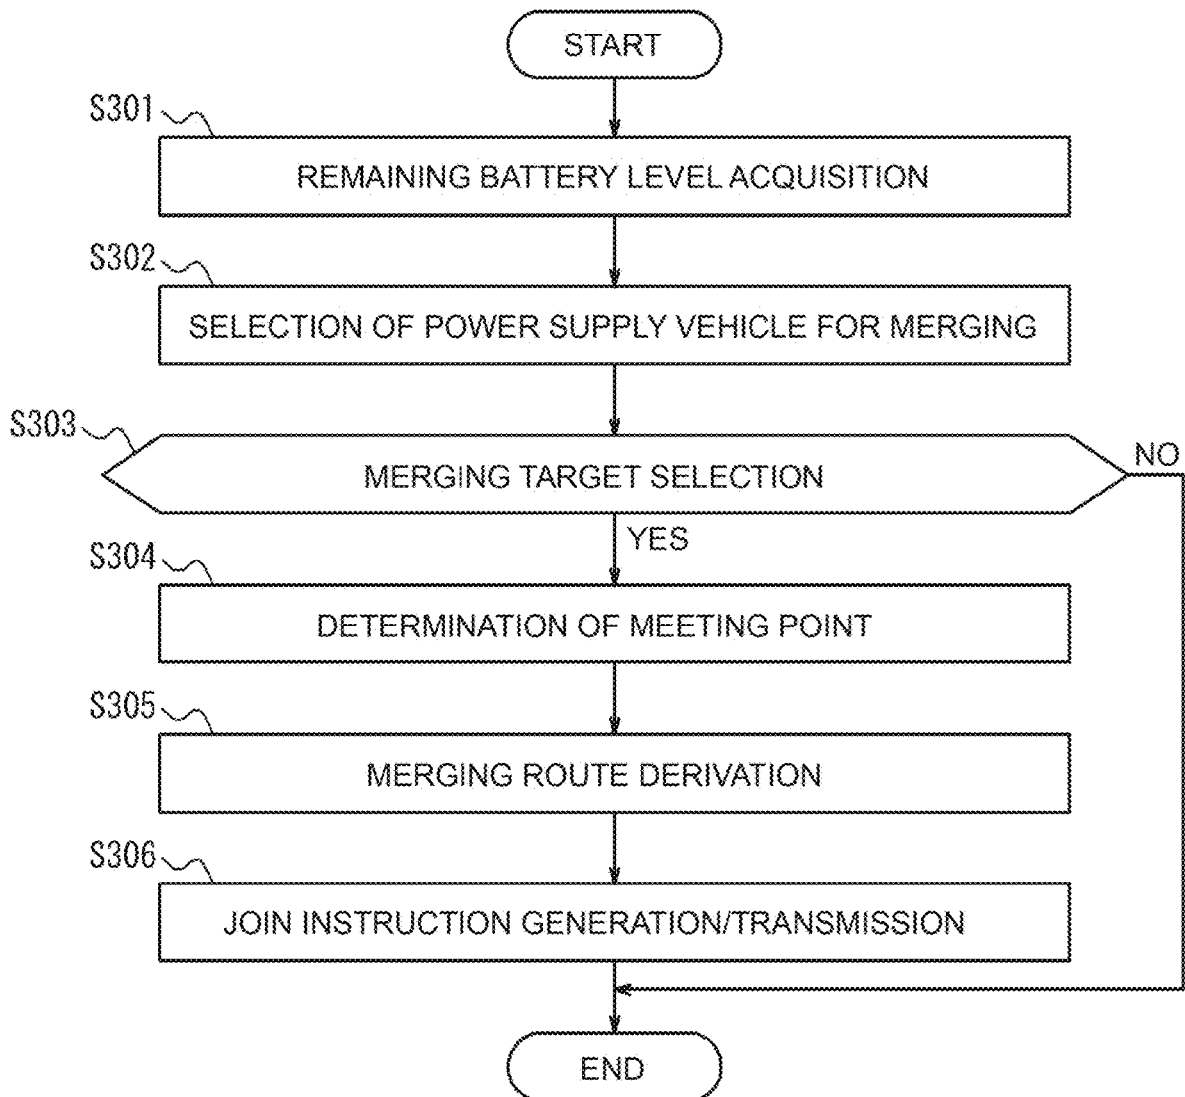 START
S301
REMAINING BATTERY LEVEL ACQUISITION
S302
SELECTION OF POWER SUPPLY VEHICLE FOR MERGING
S303
MERGING TARGET SELECTION
NO
YES
S304
DETERMINATION OF MEETING POINT
S305
MERGING ROUTE DERIVATION
S306
JOIN INSTRUCTION GENERATION/TRANSMISSION
END